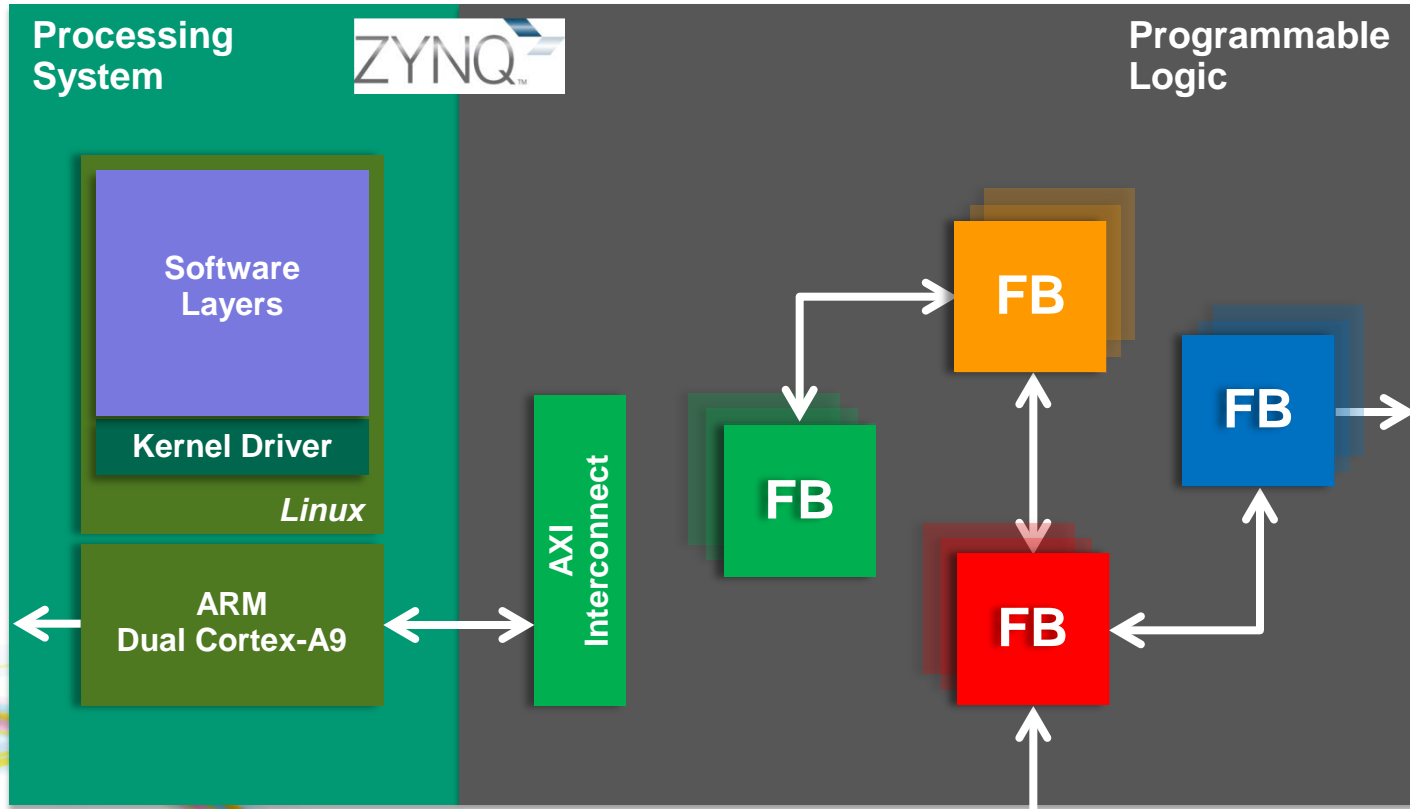 Processing
System
ZYNQ™
Programmable
Logic
Software
Layers
Kernel Driver
Linux
ARM
Dual Cortex-A9
AXI
Interconnect
FB
FB
FB
FB